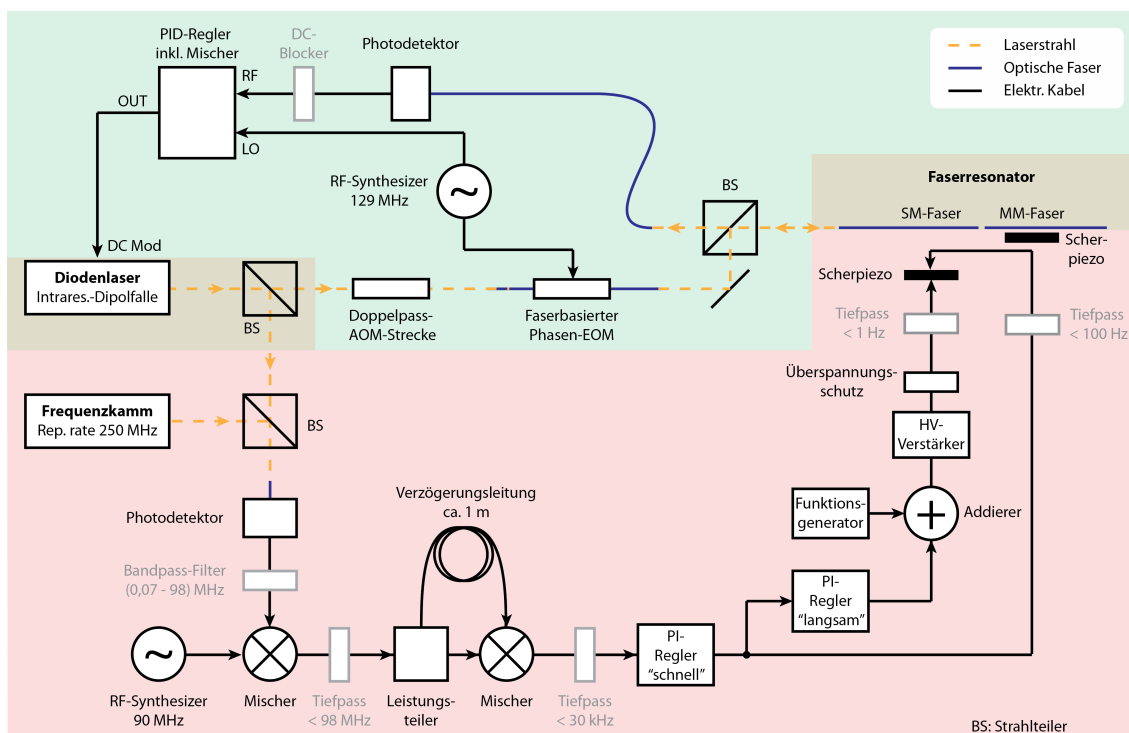 PID-Regler
inkl. Mischer
DC-
Blocker
Photodetektor
Laserstrahl
Optische Faser
Elektr. Kabel
RF
OUT
LO
RF-Synthesizer
129 MHz
~
BS
Faserresonator
SM-Faser
MM-Faser
Scher-
piezo
DC Mod
Diodenlaser
Intrares.-Dipolfalle
BS
Doppelpass-
AOM-Strecke
Faserbasierter
Phasen-EOM
Scherpiezo
Tiefpass
< 1 Hz
Tiefpass
< 100 Hz
Überspannungs-
schutz
Frequenzkamm
Rep. rate 250 MHz
BS
HV-
Verstärker
Verzögerungsleitung
ca. 1 m
Photodetektor
Funktions-
generator
+
Addierer
Bandpass-Filter
(0,07 - 98) MHz
PI-
Regler
“langsam”
~
PI-
Regler
“schnell”
RF-Synthesizer
90 MHz
Mischer
Tiefpass
< 98 MHz
Leistungs-
teiler
Mischer
Tiefpass
< 30 kHz
BS: Strahlteiler